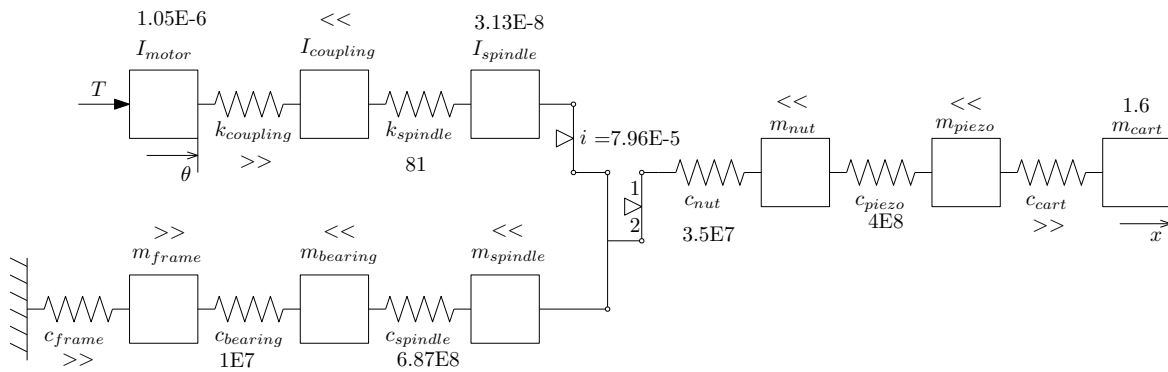 1.05E-6
I_motor
<<
I_coupling
3.13E-8
I_spindle
T
k_coupling
>>
k_spindle
81
θ
i =7.96E-5
<<
m_nut
<<
m_piezo
1.6
m_cart
1
2
c_nut
3.5E7
c_piezo
4E8
c_cart
>>
x
>>
m_frame
<<
m_bearing
<<
m_spindle
c_frame
>>
c_bearing
1E7
c_spindle
6.87E8